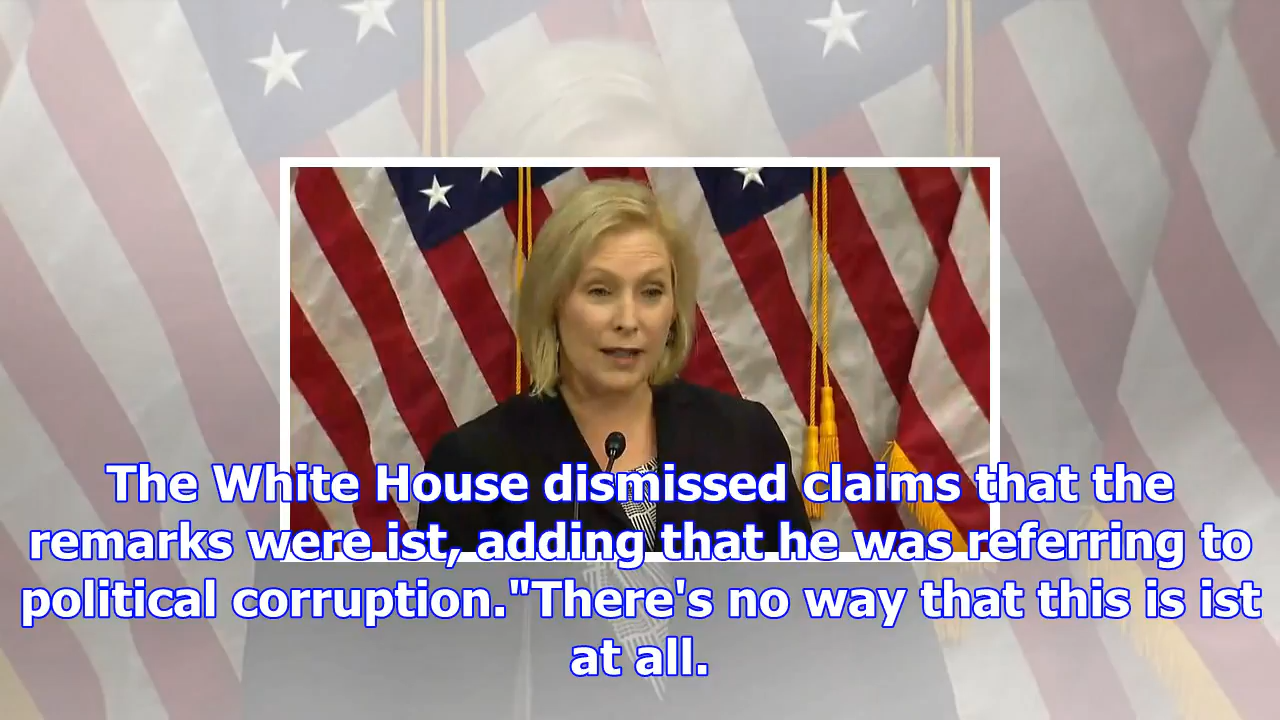 The White House dismissed claims that the
remarks were ist, adding that he was referring to
political corruption."There's no way that this is ist
at all.